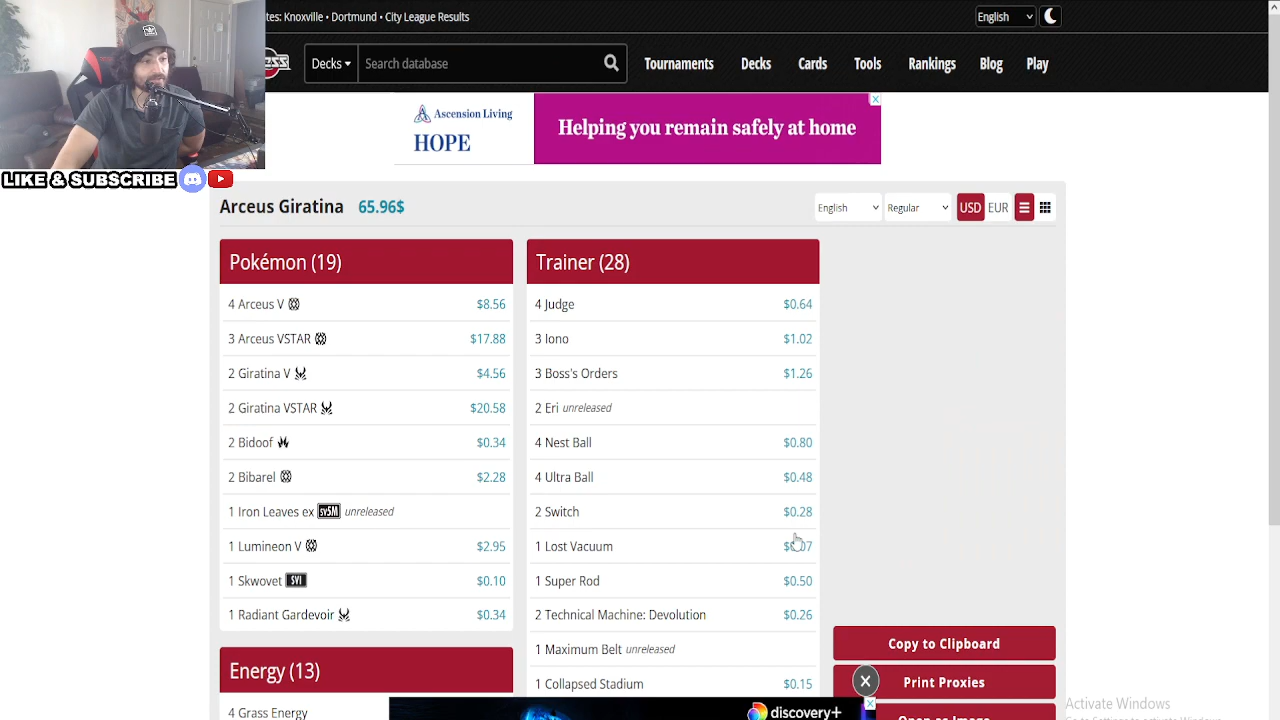 tes: Knoxville • Dortmund • City League Results
English
Decks
Search database
Tournaments
Decks
Cards
Tools
Rankings
Blog
Play
Ascension Living
HOPE
Helping you remain safely at home
LIKE & SUBSCRIBE
Arceus Giratina 65.96$
English
Regular
USD
EUR
Pokémon (19)
4 Arceus V $8.56
3 Arceus VSTAR $17.88
2 Giratina V $4.56
2 Giratina VSTAR $20.58
2 Bidoof $0.34
2 Bibarel $2.28
1 Iron Leaves ex SV5M unreleased
1 Lumineon V $2.95
1 Skwovet SVI $0.10
1 Radiant Gardevoir $0.34
Energy (13)
4 Grass Energy
Trainer (28)
4 Judge $0.64
3 Iono $1.02
3 Boss's Orders $1.26
2 Eri unreleased
4 Nest Ball $0.80
4 Ultra Ball $0.48
2 Switch $0.28
1 Lost Vacuum
1 Super Rod $0.50
2 Technical Machine: Devolution $0.26
1 Maximum Belt unreleased
1 Collapsed Stadium $0.15
Copy to Clipboard
Print Proxies
Open as Image
discovery+
Activate Windows